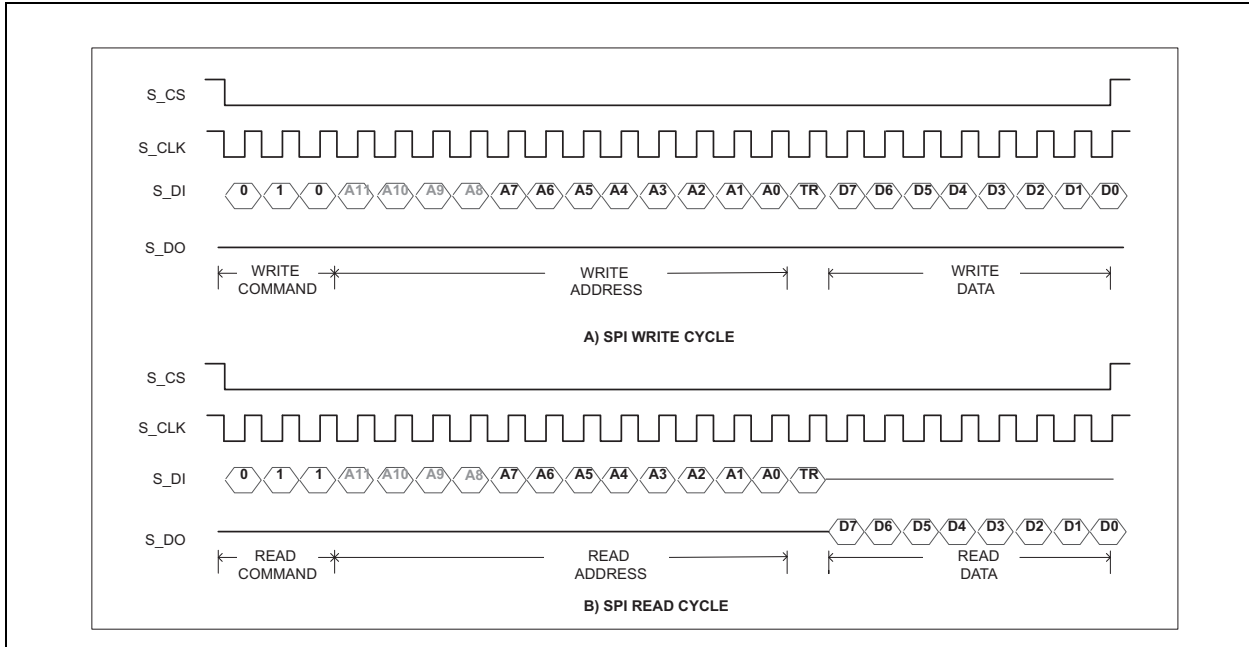 S_CS
S_CLK
S_DI 0 1 0 A11 A10 A9 A8 A7 A6 A5 A4 A3 A2 A1 A0 TR D7 D6 D5 D4 D3 D2 D1 D0
S_DO
WRITE WRITE WRITE
COMMAND ADDRESS DATA
A) SPI WRITE CYCLE
S_CS
S_CLK
S_DI 0 1 1 A11 A10 A9 A8 A7 A6 A5 A4 A3 A2 A1 A0 TR
S_DO D7 D6 D5 D4 D3 D2 D1 D0
READ READ READ
COMMAND ADDRESS DATA
B) SPI READ CYCLE